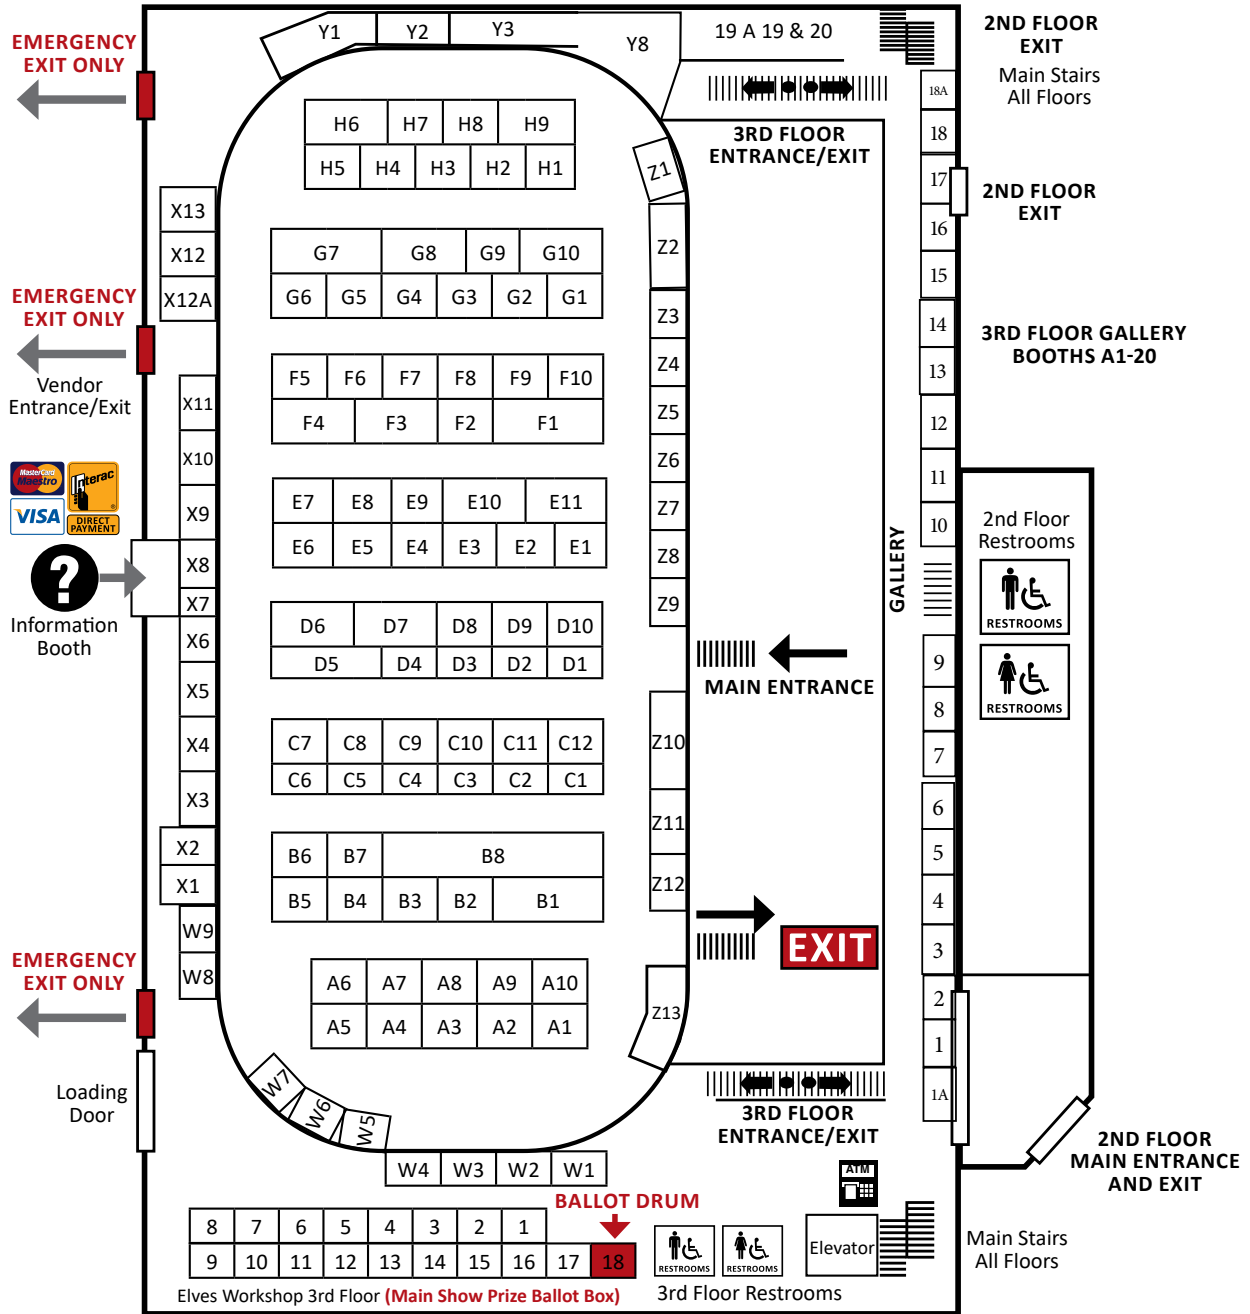 EMERGENCY
EXIT ONLY
Y1
Y2
Y3
Y8
19 A 19 & 20
2ND FLOOR
EXIT
Main Stairs
All Floors
18A
18
3RD FLOOR
ENTRANCE/EXIT
H6 H7 H8 H9
H5 H4 H3 H2 H1
Z1
17
2ND FLOOR
EXIT
X13
X12
X12A
G7 G8 G9 G10
G6 G5 G4 G3 G2 G1
Z2
16
15
EMERGENCY
EXIT ONLY
Vendor
Entrance/Exit
Z3
Z4
Z5
Z6
Z7
Z8
Z9
14
13
12
11
10
3RD FLOOR GALLERY
BOOTHS A1-20
F5 F6 F7 F8 F9 F10
F4 F3 F2 F1
X11
X10
X9
X8
X7
X6
X5
X4
X3
X2
X1
W9
W8
MasterCard
Maestro
Interac
VISA
DIRECT
PAYMENT
?
Information
Booth
E7 E8 E9 E10 E11
E6 E5 E4 E3 E2 E1
GALLERY
2nd Floor
Restrooms
RESTROOMS
RESTROOMS
D6 D7 D8 D9 D10
D5 D4 D3 D2 D1
MAIN ENTRANCE
9
8
7
6
5
4
3
2
1
1A
C7 C8 C9 C10 C11 C12
C6 C5 C4 C3 C2 C1
Z10
Z11
Z12
Z13
B6 B7 B8
B5 B4 B3 B2 B1
EXIT
EMERGENCY
EXIT ONLY
A6 A7 A8 A9 A10
A5 A4 A3 A2 A1
Loading
Door
W7
W6
W5
W4 W3 W2 W1
3RD FLOOR
ENTRANCE/EXIT
2ND FLOOR
MAIN ENTRANCE
AND EXIT
ATM
BALLOT DRUM
8 7 6 5 4 3 2 1
9 10 11 12 13 14 15 16 17 18
Elves Workshop 3rd Floor (Main Show Prize Ballot Box)
RESTROOMS
RESTROOMS
3rd Floor Restrooms
Elevator
Main Stairs
All Floors